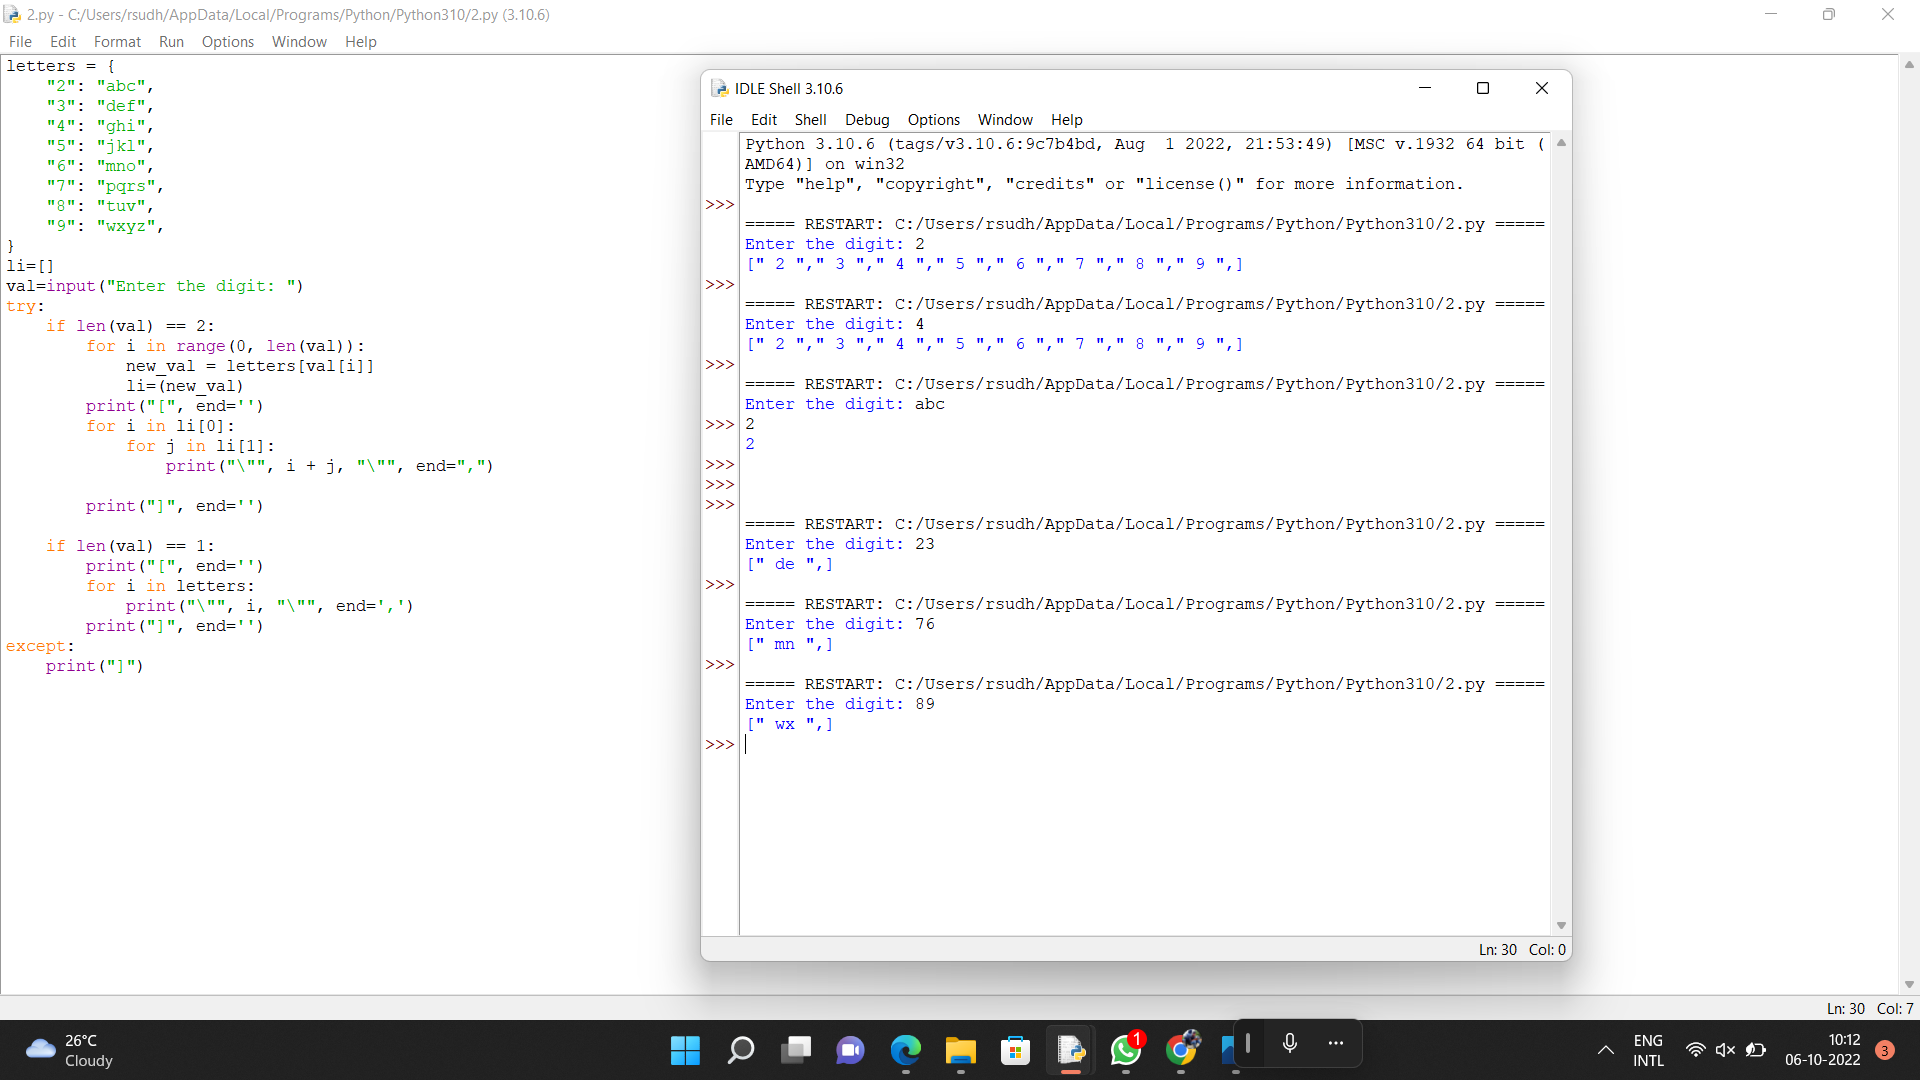 2.py - C:/Users/rsudh/AppData/Local/Programs/Python/Python310/2.py (3.10.6)
File Edit Format Run Options Window Help
letters = {
    "2": "abc",
    "3": "def",
    "4": "ghi",
    "5": "jkl",
    "6": "mno",
    "7": "pqrs",
    "8": "tuv",
    "9": "wxyz",
}
li=[]
val=input("Enter the digit: ")
try:
    if len(val) == 2:
        for i in range(0, len(val)):
            new_val = letters[val[i]]
            li=(new_val)
        print("[", end='')
        for i in li[0]:
            for j in li[1]:
                print("\"", i + j, "\"", end=",")
        print("]", end='')
    if len(val) == 1:
        print("[", end='')
        for i in letters:
            print("\"", i, "\"", end=',')
        print("]", end='')
except:
    print("]")
IDLE Shell 3.10.6
File Edit Shell Debug Options Window Help
Python 3.10.6 (tags/v3.10.6:9c7b4bd, Aug  1 2022, 21:53:49) [MSC v.1932 64 bit (
AMD64)] on win32
Type "help", "copyright", "credits" or "license()" for more information.
>>>
===== RESTART: C:/Users/rsudh/AppData/Local/Programs/Python/Python310/2.py =====
Enter the digit: 2
[" 2 "," 3 "," 4 "," 5 "," 6 "," 7 "," 8 "," 9 ",]
>>>
===== RESTART: C:/Users/rsudh/AppData/Local/Programs/Python/Python310/2.py =====
Enter the digit: 4
[" 2 "," 3 "," 4 "," 5 "," 6 "," 7 "," 8 "," 9 ",]
>>>
===== RESTART: C:/Users/rsudh/AppData/Local/Programs/Python/Python310/2.py =====
Enter the digit: abc
>>> 2
2
>>>
>>>
>>>
===== RESTART: C:/Users/rsudh/AppData/Local/Programs/Python/Python310/2.py =====
Enter the digit: 23
[" de ",]
>>>
===== RESTART: C:/Users/rsudh/AppData/Local/Programs/Python/Python310/2.py =====
Enter the digit: 76
[" mn ",]
>>>
===== RESTART: C:/Users/rsudh/AppData/Local/Programs/Python/Python310/2.py =====
Enter the digit: 89
[" wx ",]
>>>
Ln: 30 Col: 0
Ln: 30 Col: 7
26°C
Cloudy
1
ENG
INTL
10:12
06-10-2022
3